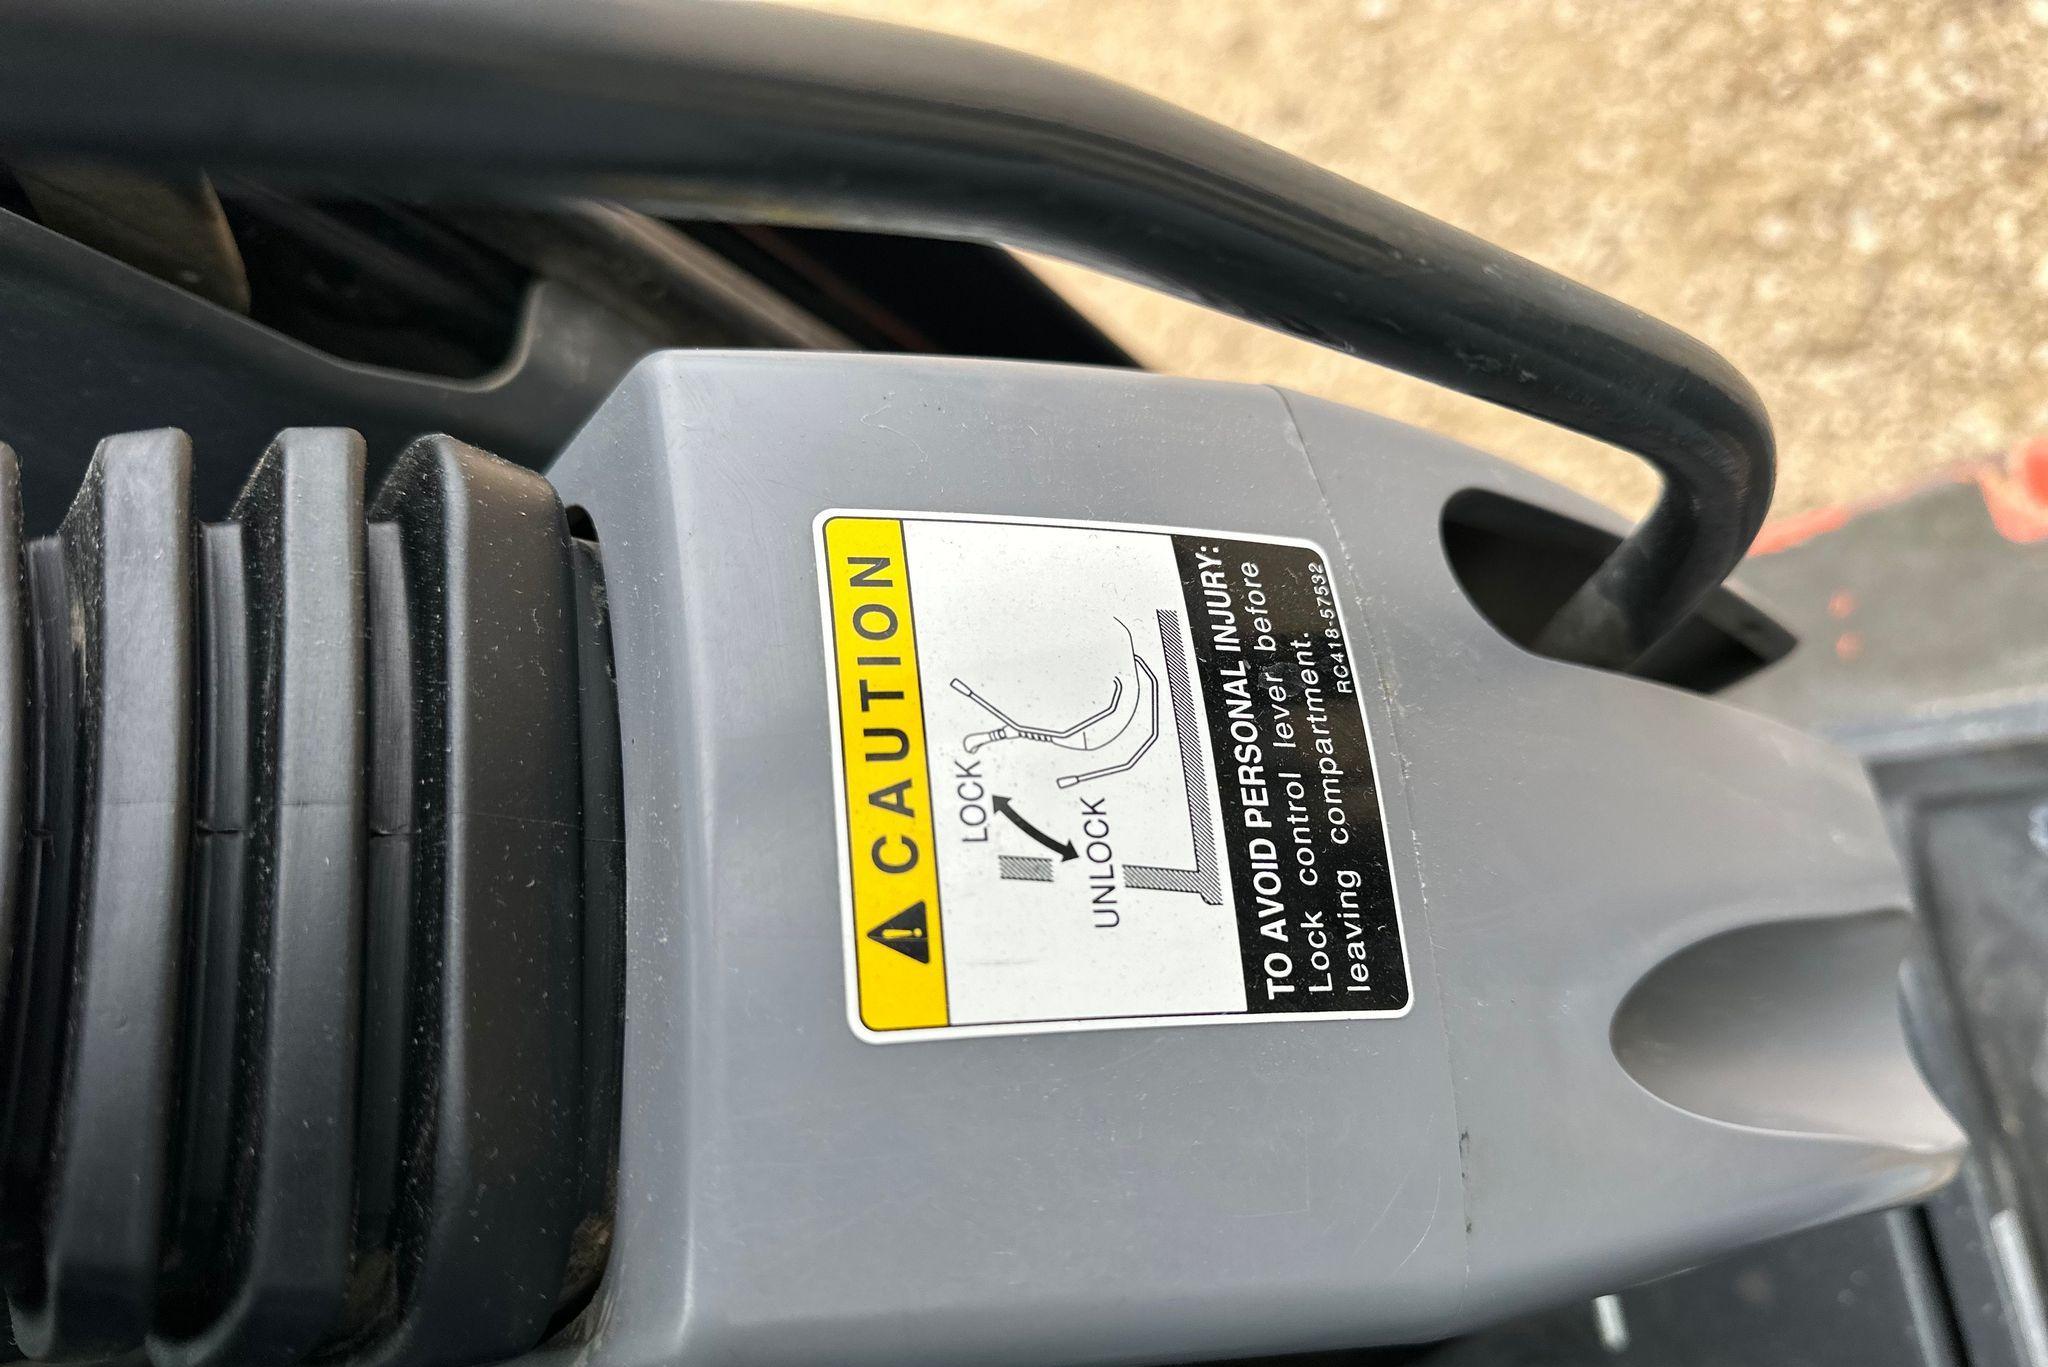 CAUTION
LOCK
UNLOCK
TO AVOID PERSONAL INJURY:
Lock control lever before
leaving compartment.
RC418-57532